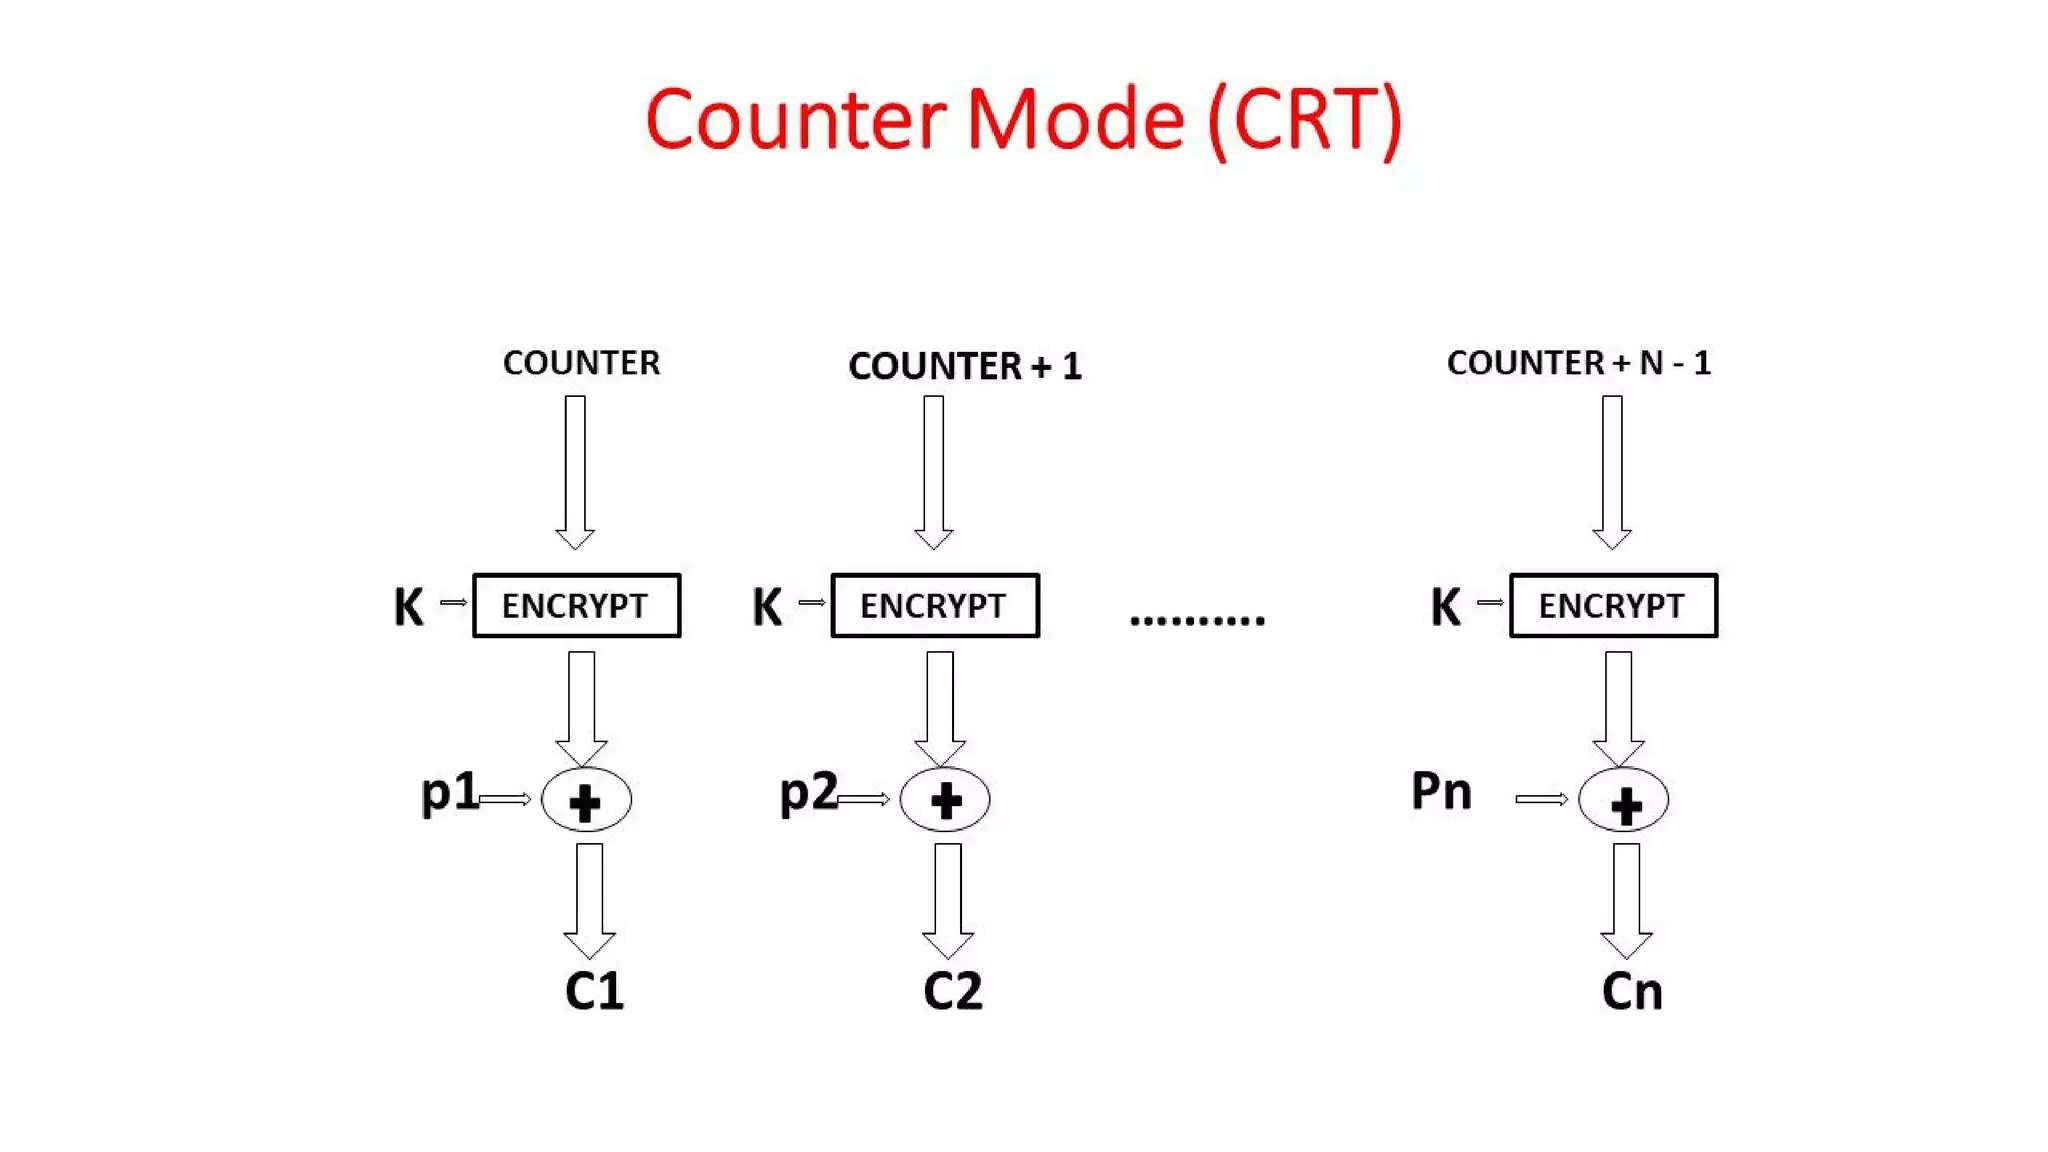 Counter Mode (CRT)
COUNTER COUNTER + 1 COUNTER + N - 1
K ENCRYPT K ENCRYPT .......... K ENCRYPT
p1 + p2 + Pn +
C1 C2 Cn